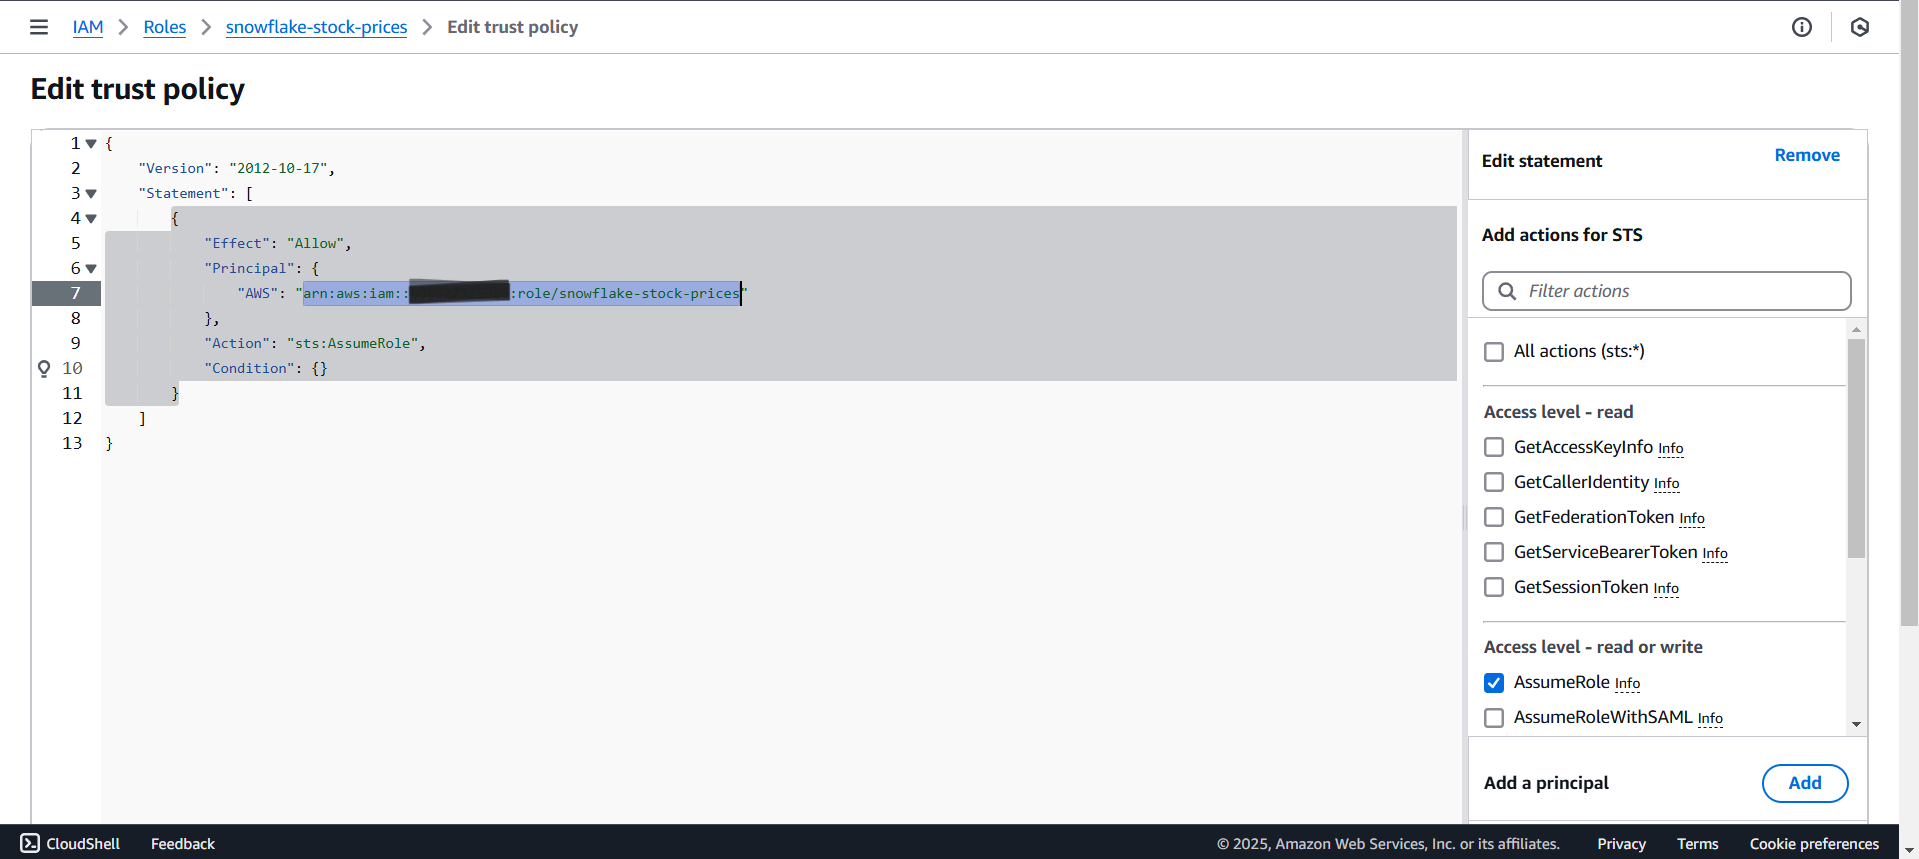 IAM > Roles > snowflake-stock-prices > Edit trust policy
Edit trust policy
1 {
2 "Version": "2012-10-17",
3 "Statement": [
4 {
5 "Effect": "Allow",
6 "Principal": {
7 "AWS": "arn:aws:iam:: :role/snowflake-stock-prices"
8 },
9 "Action": "sts:AssumeRole",
10 "Condition": {}
11 }
12 ]
13 }
Edit statement
Remove
Add actions for STS
Filter actions
All actions (sts:*)
Access level - read
GetAccessKeyInfo Info
GetCallerIdentity Info
GetFederationToken Info
GetServiceBearerToken Info
GetSessionToken Info
Access level - read or write
AssumeRole Info
AssumeRoleWithSAML Info
Add a principal
Add
CloudShell Feedback © 2025, Amazon Web Services, Inc. or its affiliates. Privacy Terms Cookie preferences